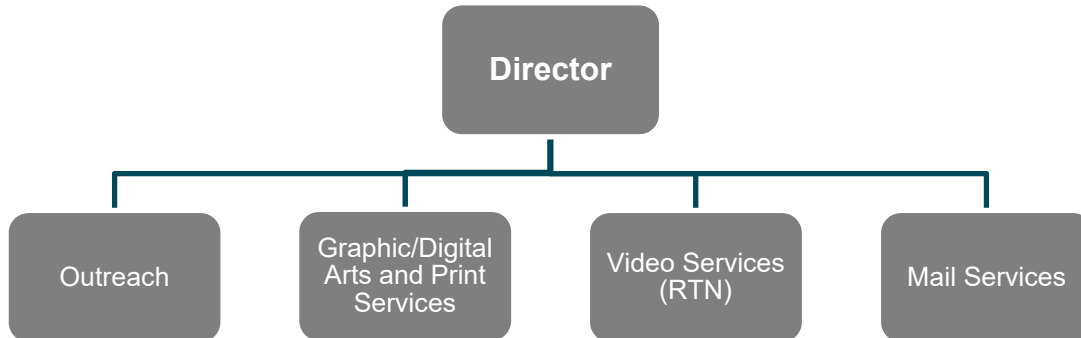 Director
Outreach
Graphic/Digital
Arts and Print
Services
Video Services
(RTN)
Mail Services